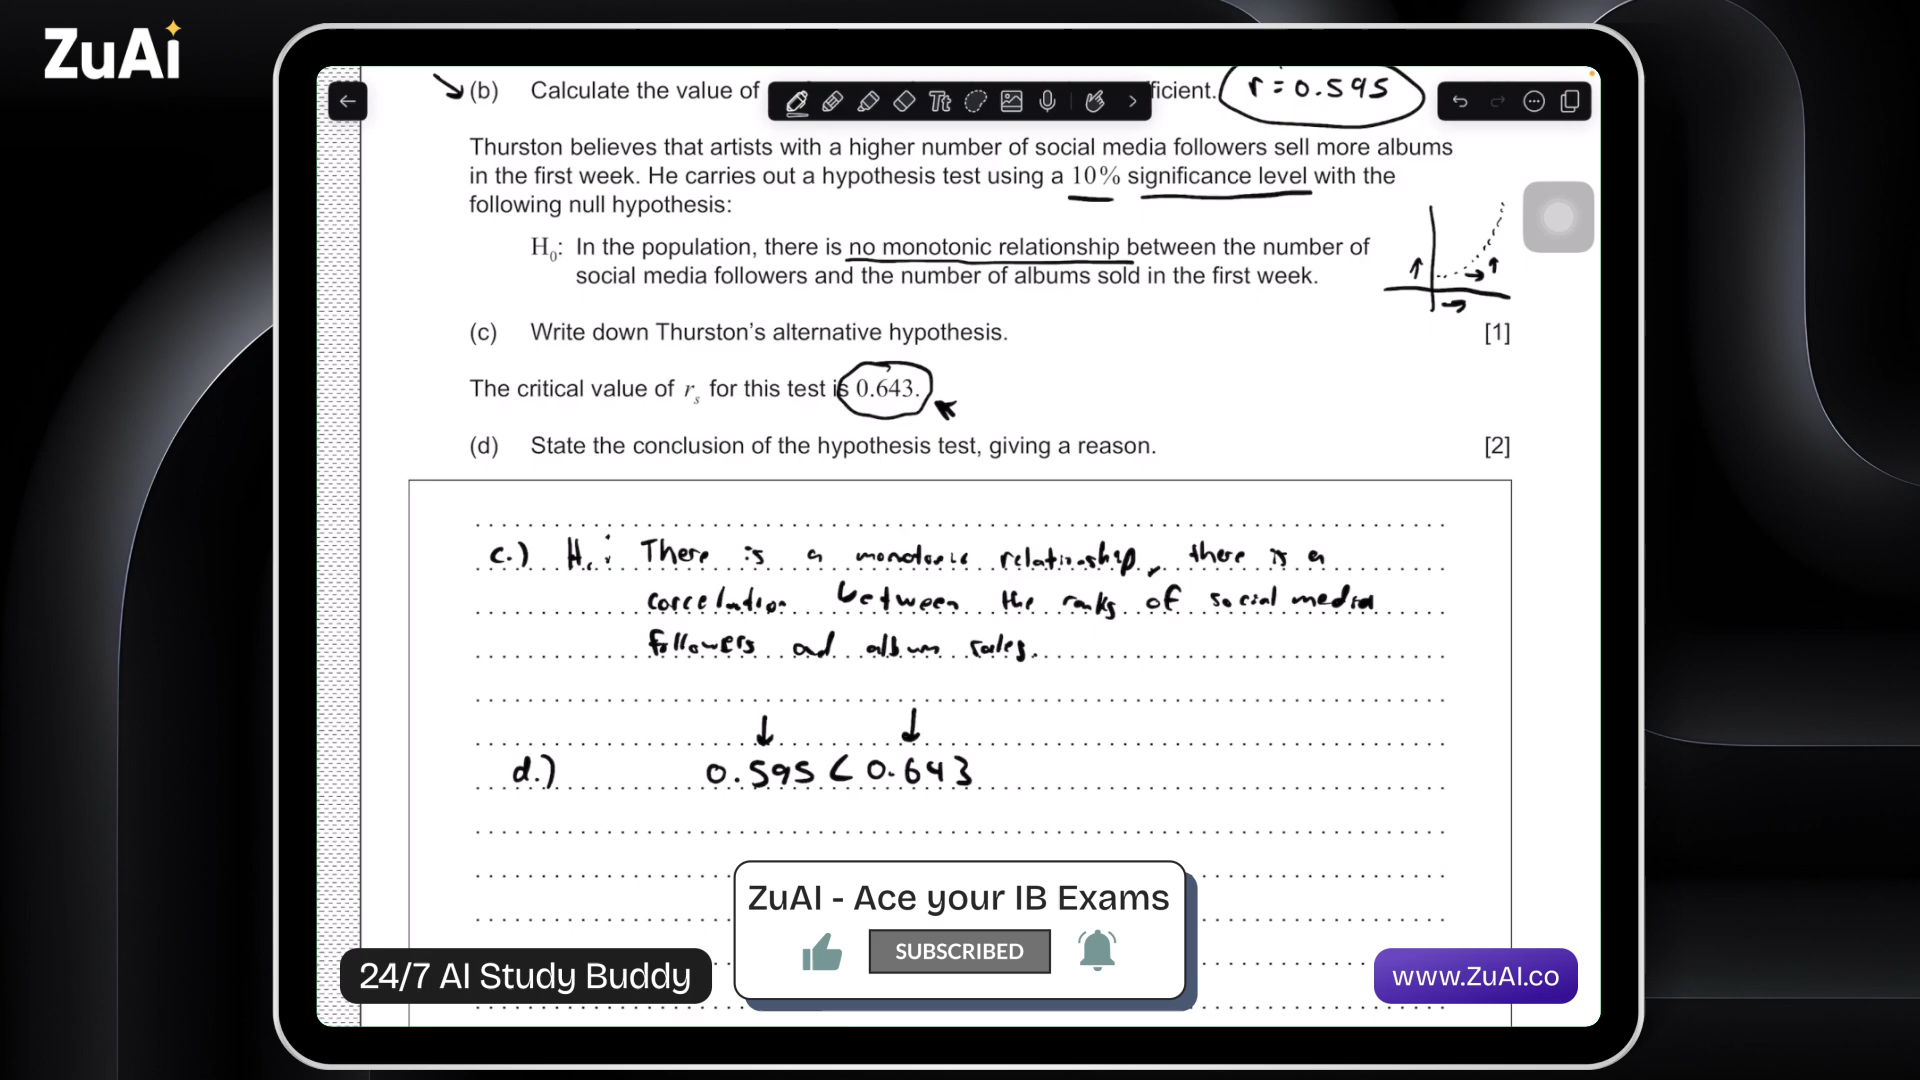 ZuAi
(b) Calculate the value of
ficient. r = 0.595
Thurston believes that artists with a higher number of social media followers sell more albums
in the first week. He carries out a hypothesis test using a 10% significance level with the
following null hypothesis:
H₀: In the population, there is no monotonic relationship between the number of
social media followers and the number of albums sold in the first week.
(c) Write down Thurston's alternative hypothesis. [1]
The critical value of rₛ for this test is 0.643.
(d) State the conclusion of the hypothesis test, giving a reason. [2]
c.) H₁: There is a monotonic relationship, there is a
correlation between the ranks of social media
followers and album sales.
d.) 0.595 < 0.643
ZuAI - Ace your IB Exams
SUBSCRIBED
24/7 AI Study Buddy
www.ZuAI.co
Tt